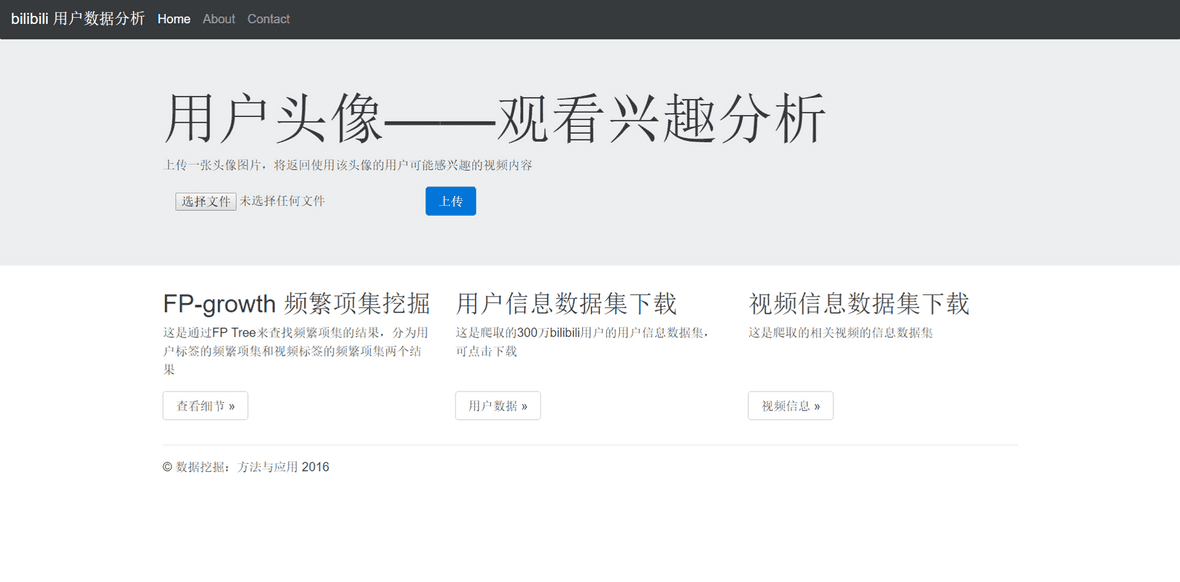 bilibili 用户数据分析 Home About Contact
用户头像——观看兴趣分析
上传一张头像图片，将返回使用该头像的用户可能感兴趣的视频内容
选择文件 未选择任何文件 上传
FP-growth 频繁项集挖掘
这是通过FP Tree来查找频繁项集的结果，分为用
户标签的频繁项集和视频标签的频繁项集两个结
果
查看细节 »
用户信息数据集下载
这是爬取的300万bilibili用户的用户信息数据集，
可点击下载
用户数据 »
视频信息数据集下载
这是爬取的相关视频的信息数据集
视频信息 »
© 数据挖掘：方法与应用 2016